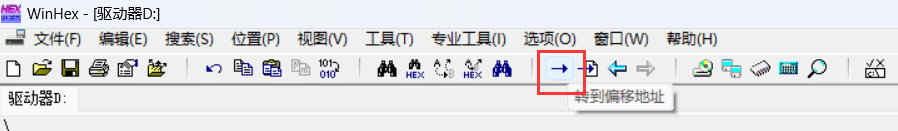 WinHex - [驱动器D:]
文件(F) 编辑(E) 搜索(S) 位置(P) 视图(V) 工具(T) 专业工具(I) 选项(O) 窗口(W) 帮助(H)
转到偏移地址
驱动器D:
\